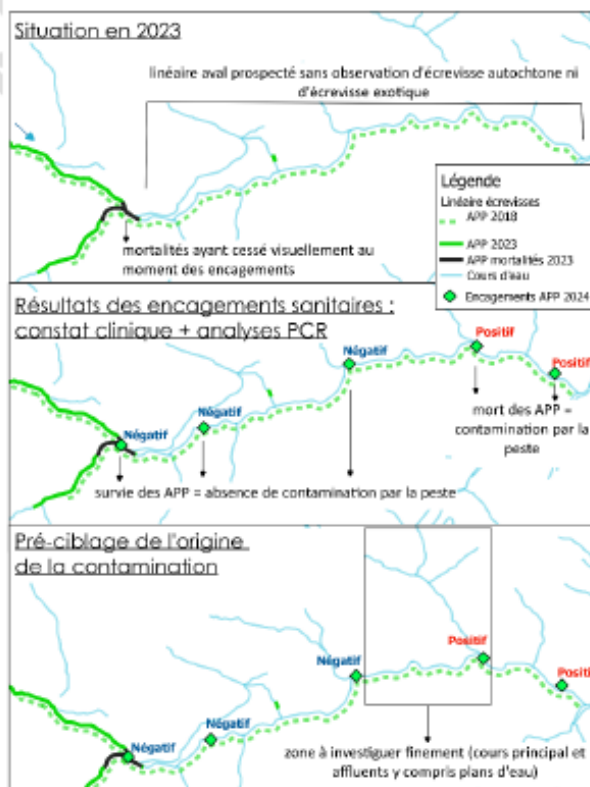 Situation en 2023
linéaire aval prospecté sans observation d'écrevisse autochtone ni
d'écrevisse exotique
mortalités ayant cessé visuellement au
moment des encagements
Légende
Linéaire écrevisses
APP 2018
APP 2023
APP mortalités 2023
Cours d'eau
Encagements APP 2024
Résultats des encagements sanitaires :
constat clinique + analyses PCR
Négatif
Négatif
Négatif
Positif
Positif
mort des APP =
contamination par la
peste
survie des APP = absence de contamination par la peste
Pré-ciblage de l'origine
de la contamination
Négatif
Négatif
Négatif
Positif
Positif
zone à investiguer finement (cours principal et
affluents y compris plans d'eau)